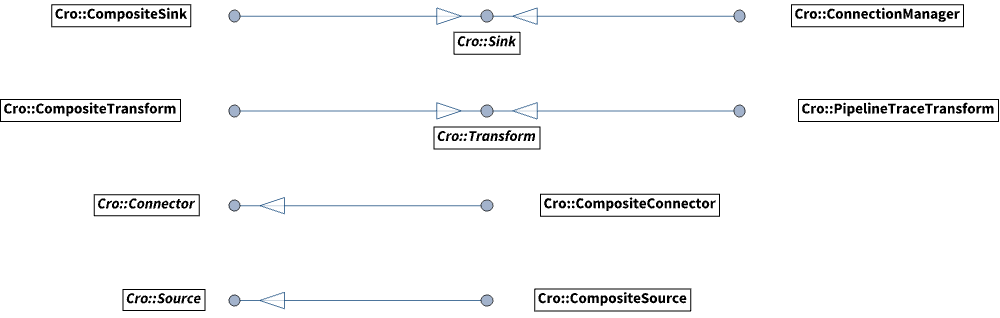 Cro::CompositeSink
Cro::ConnectionManager
Cro::Sink
Cro::CompositeTransform
Cro::PipelineTraceTransform
Cro::Transform
Cro::Connector
Cro::CompositeConnector
Cro::Source
Cro::CompositeSource